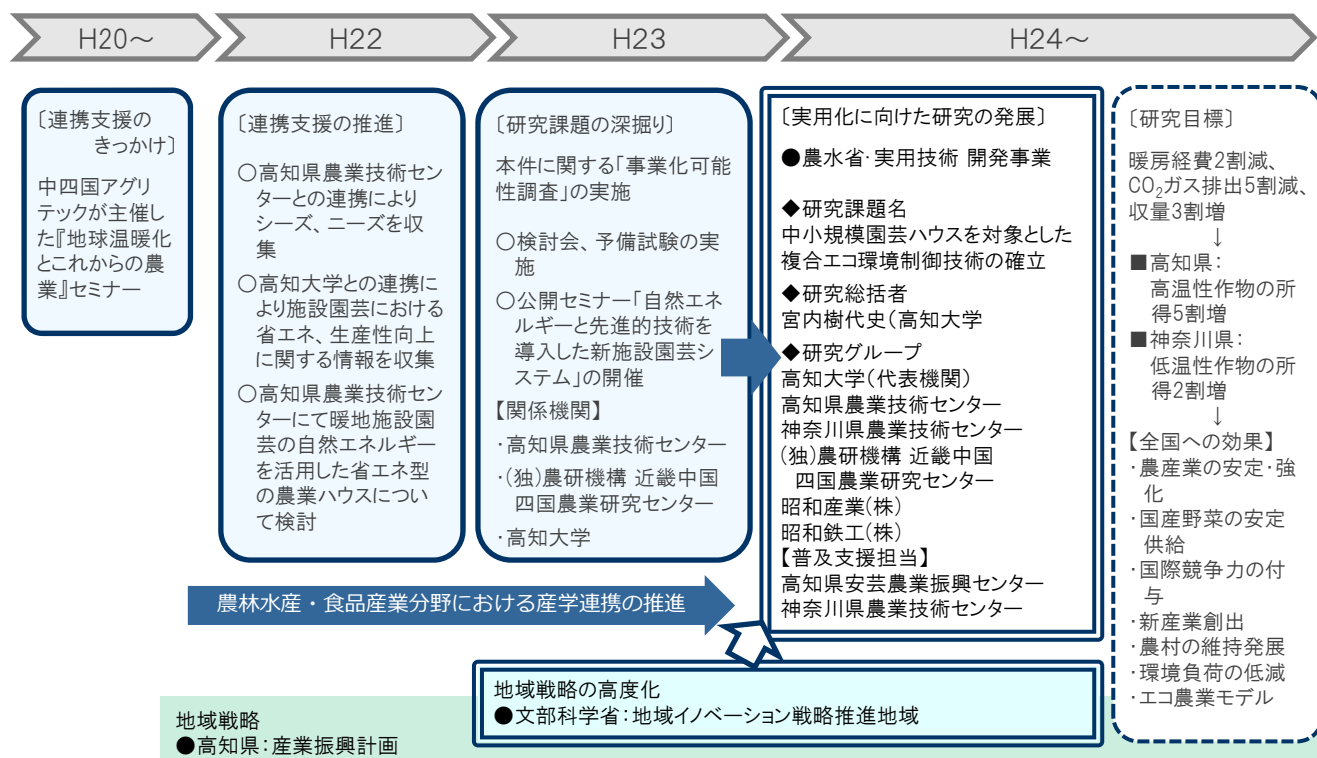 H20～
H22
H23
H24～
〔連携支援の
きっかけ〕
中四国アグリ
テックが主催し
た『地球温暖化
とこれからの農
業』セミナー
〔連携支援の推進〕
○高知県農業技術セン
ターとの連携により
シーズ、ニーズを収
集
○高知大学との連携に
より施設園芸における
省エネ、生産性向上
に関する情報を収集
○高知県農業技術セン
ターにて暖地施設園
芸の自然エネルギー
を活用した省エネ型
の農業ハウスについ
て検討
〔研究課題の深掘り〕
本件に関する「事業化可能
性調査」の実施
○検討会、予備試験の実
施
○公開セミナー「自然エネ
ルギーと先進的技術を
導入した新施設園芸シ
ステム」の開催
【関係機関】
・高知県農業技術センター
・(独)農研機構 近畿中国
四国農業研究センター
・高知大学
〔実用化に向けた研究の発展〕
●農水省・実用技術 開発事業
◆研究課題名
中小規模園芸ハウスを対象とした
複合エコ環境制御技術の確立
◆研究総括者
宮内樹代史（高知大学
◆研究グループ
高知大学（代表機関）
高知県農業技術センター
神奈川県農業技術センター
(独)農研機構 近畿中国
四国農業研究センター
昭和産業(株)
昭和鉄工(株)
【普及支援担当】
高知県安芸農業振興センター
神奈川県農業技術センター
〔研究目標〕
暖房経費2割減、
CO₂ガス排出5割減、
収量3割増
↓
■高知県：
高温性作物の所
得5割増
■神奈川県：
低温性作物の所
得2割増
↓
【全国への効果】
・農産業の安定・強
化
・国産野菜の安定
供給
・国際競争力の付
与
・新産業創出
・農村の維持発展
・環境負荷の低減
・エコ農業モデル
農林水産・食品産業分野における産学連携の推進
地域戦略の高度化
●文部科学省：地域イノベーション戦略推進地域
地域戦略
●高知県：産業振興計画